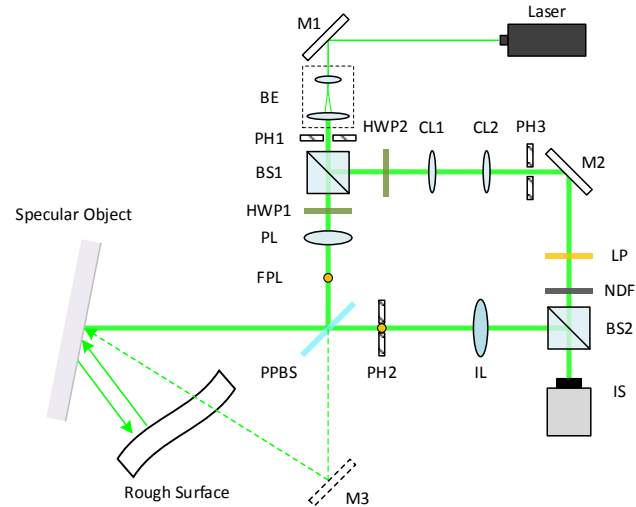 M1
Laser
BE
PH1
HWP2
CL1
CL2
PH3
M2
BS1
HWP1
Specular Object
PL
LP
FPL
NDF
BS2
PPBS
PH2
IL
IS
Rough Surface
M3